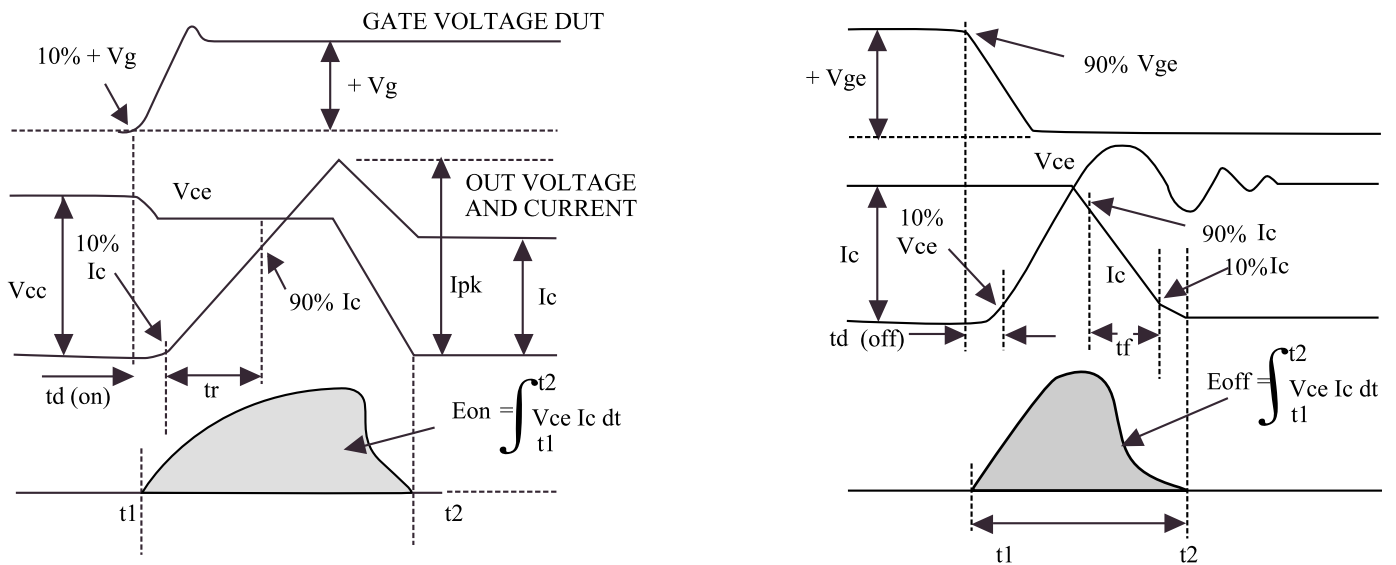 GATE VOLTAGE DUT
10% + Vg
+ Vg
Vce
OUT VOLTAGE
AND CURRENT
10%
Ic
Vcc
90% Ic
Ipk
Ic
td (on)
tr
Eon = ∫ t2
Vce Ic dt
t1
t1
t2
90% Vge
+ Vge
Vce
10%
Vce
Ic
90% Ic
Ic
10%Ic
td (off)
tf
Eoff = ∫ t2
Vce Ic dt
t1
t1
t2